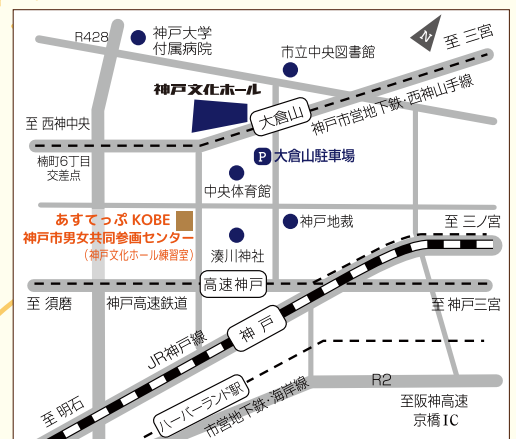 R428
神戸大学
付属病院
市立中央図書館
N
至 三宮
神戸文化ホール
大倉山
神戸市営地下鉄・西神山手線
至 西神中央
楠町6丁目
交差点
P 大倉山駐車場
中央体育館
あすてっぷ KOBE
神戸市男女共同参画センター
(神戸文化ホール練習室)
神戸地裁
至 三ノ宮
湊川神社
高速神戸
至 須磨
神戸高速鉄道
至 神戸三宮
神戸
JR神戸線
ハーバーランド駅
市営地下鉄・海岸線
R2
至 明石
至阪神高速
京橋IC